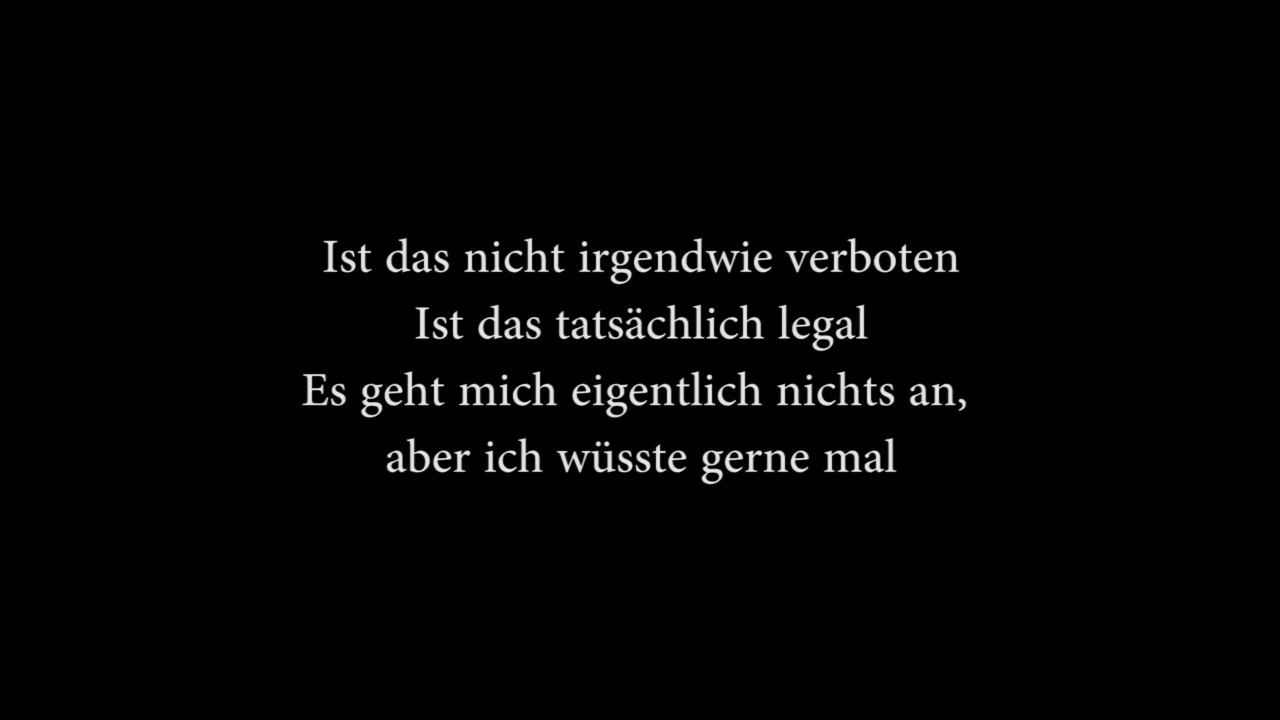 Ist das nicht irgendwie verboten
Ist das tatsächlich legal
Es geht mich eigentlich nichts an,
aber ich wüsste gerne mal